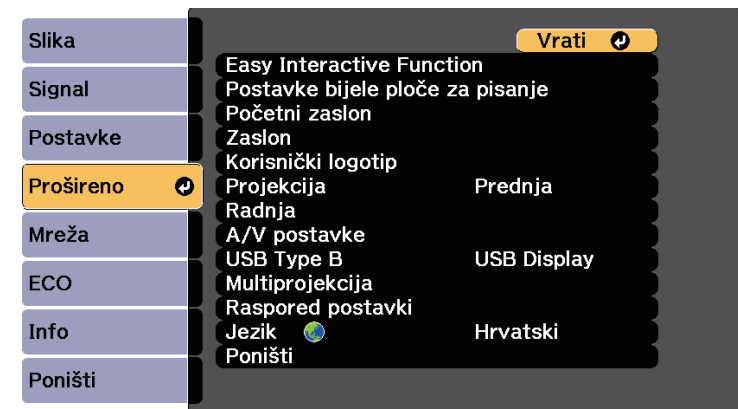 Slika
Signal
Postavke
Prošireno
Mreža
ECO
Info
Poništi
Vrati
Easy Interactive Function
Postavke bijele ploče za pisanje
Početni zaslon
Zaslon
Korisnički logotip
Projekcija Prednja
Radnja
A/V postavke
USB Type B USB Display
Multiprojekcija
Raspored postavki
Jezik Hrvatski
Poništi